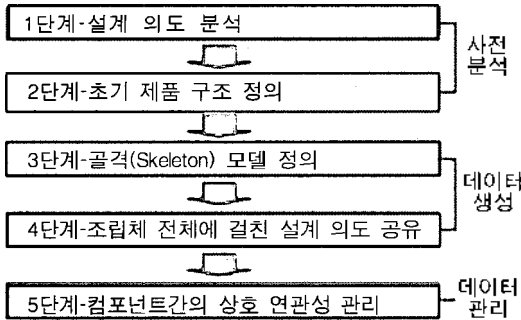 1단계-설계 의도 분석
2단계-초기 제품 구조 정의
사전
분석
3단계-골격(Skeleton) 모델 정의
4단계-조립체 전체에 걸친 설계 의도 공유
데이터
생성
5단계-컴포넌트간의 상호 연관성 관리
데이터
관리